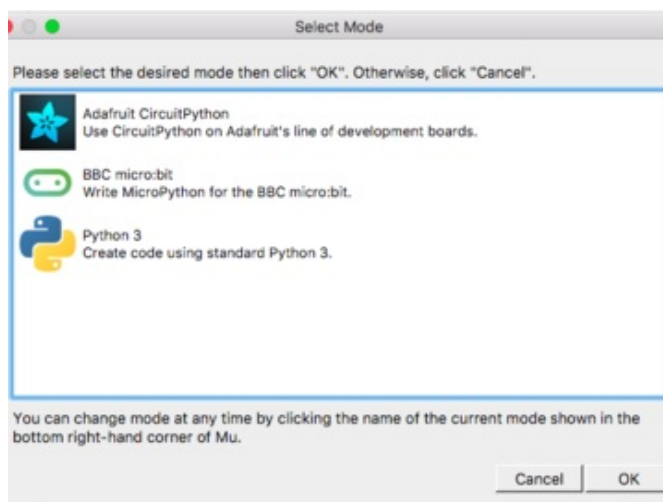 Select Mode
Please select the desired mode then click "OK". Otherwise, click "Cancel".
Adafruit CircuitPython
Use CircuitPython on Adafruit's line of development boards.
BBC micro:bit
Write MicroPython for the BBC micro:bit.
Python 3
Create code using standard Python 3.
You can change mode at any time by clicking the name of the current mode shown in the
bottom right-hand corner of Mu.
Cancel OK